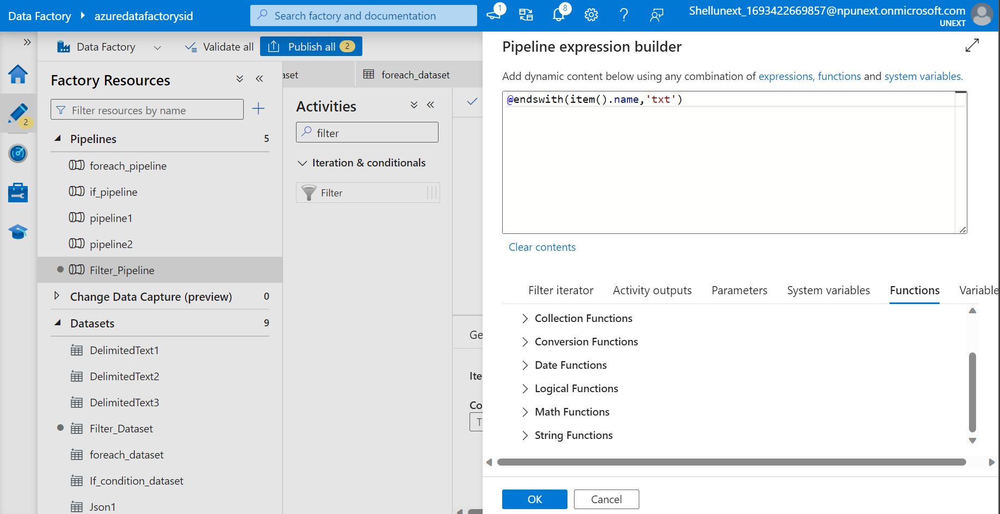 Data Factory azuredatafactorysid
Search factory and documentation
1
8
Shellunext_1693422669857@npunext.onmicrosoft.com
UNEXT
Data Factory
Validate all
Publish all 2
2
Factory Resources
Filter resources by name
Pipelines 5
foreach_pipeline
if_pipeline
pipeline1
pipeline2
Filter_Pipeline
Change Data Capture (preview) 0
Datasets 9
DelimitedText1
DelimitedText2
DelimitedText3
Filter_Dataset
foreach_dataset
If_condition_dataset
Json1
aset
foreach_dataset
Activities
filter
Iteration & conditionals
Filter
Ge
Ite
Co
T
Pipeline expression builder
Add dynamic content below using any combination of expressions, functions and system variables.
@endswith(item().name,'txt')
Clear contents
Filter iterator Activity outputs Parameters System variables Functions Variable
Collection Functions
Conversion Functions
Date Functions
Logical Functions
Math Functions
String Functions
OK Cancel